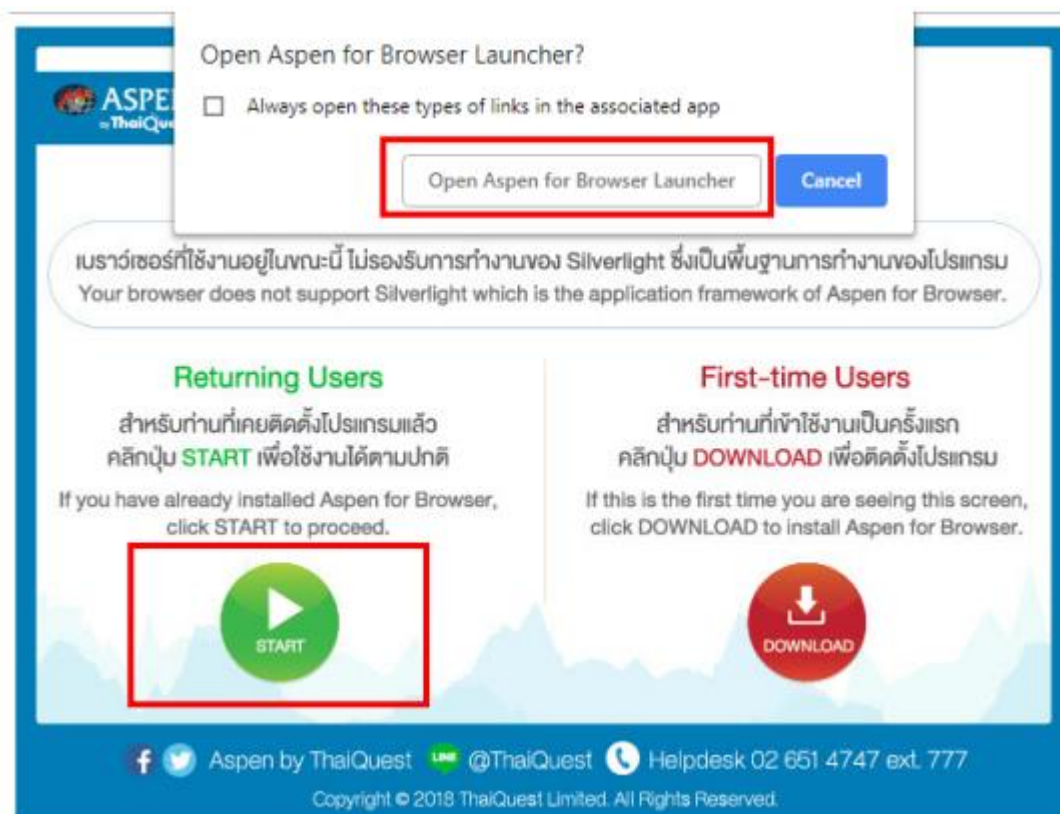 Open Aspen for Browser Launcher?
Always open these types of links in the associated app
Open Aspen for Browser Launcher
Cancel
by ThaiQue
เบราว์เซอร์ที่ใช้งานอยู่ในขณะนี้ ไม่รองรับการทำงานของ Silverlight ซึ่งเป็นพื้นฐานการทำงานของโปรแกรม
Your browser does not support Silverlight which is the application framework of Aspen for Browser.
Returning Users
สำหรับท่านที่เคยติดตั้งโปรแกรมแล้ว
คลิกปุ่ม START เพื่อใช้งานได้ตามปกติ
If you have already installed Aspen for Browser,
click START to proceed.
START
First-time Users
สำหรับท่านที่เข้าใช้งานเป็นครั้งแรก
คลิกปุ่ม DOWNLOAD เพื่อติดตั้งโปรแกรม
If this is the first time you are seeing this screen,
click DOWNLOAD to install Aspen for Browser.
DOWNLOAD
Aspen by ThaiQuest LINE @ThaiQuest Helpdesk 02 651 4747 ext. 777
Copyright © 2018 ThaiQuest Limited. All Rights Reserved.